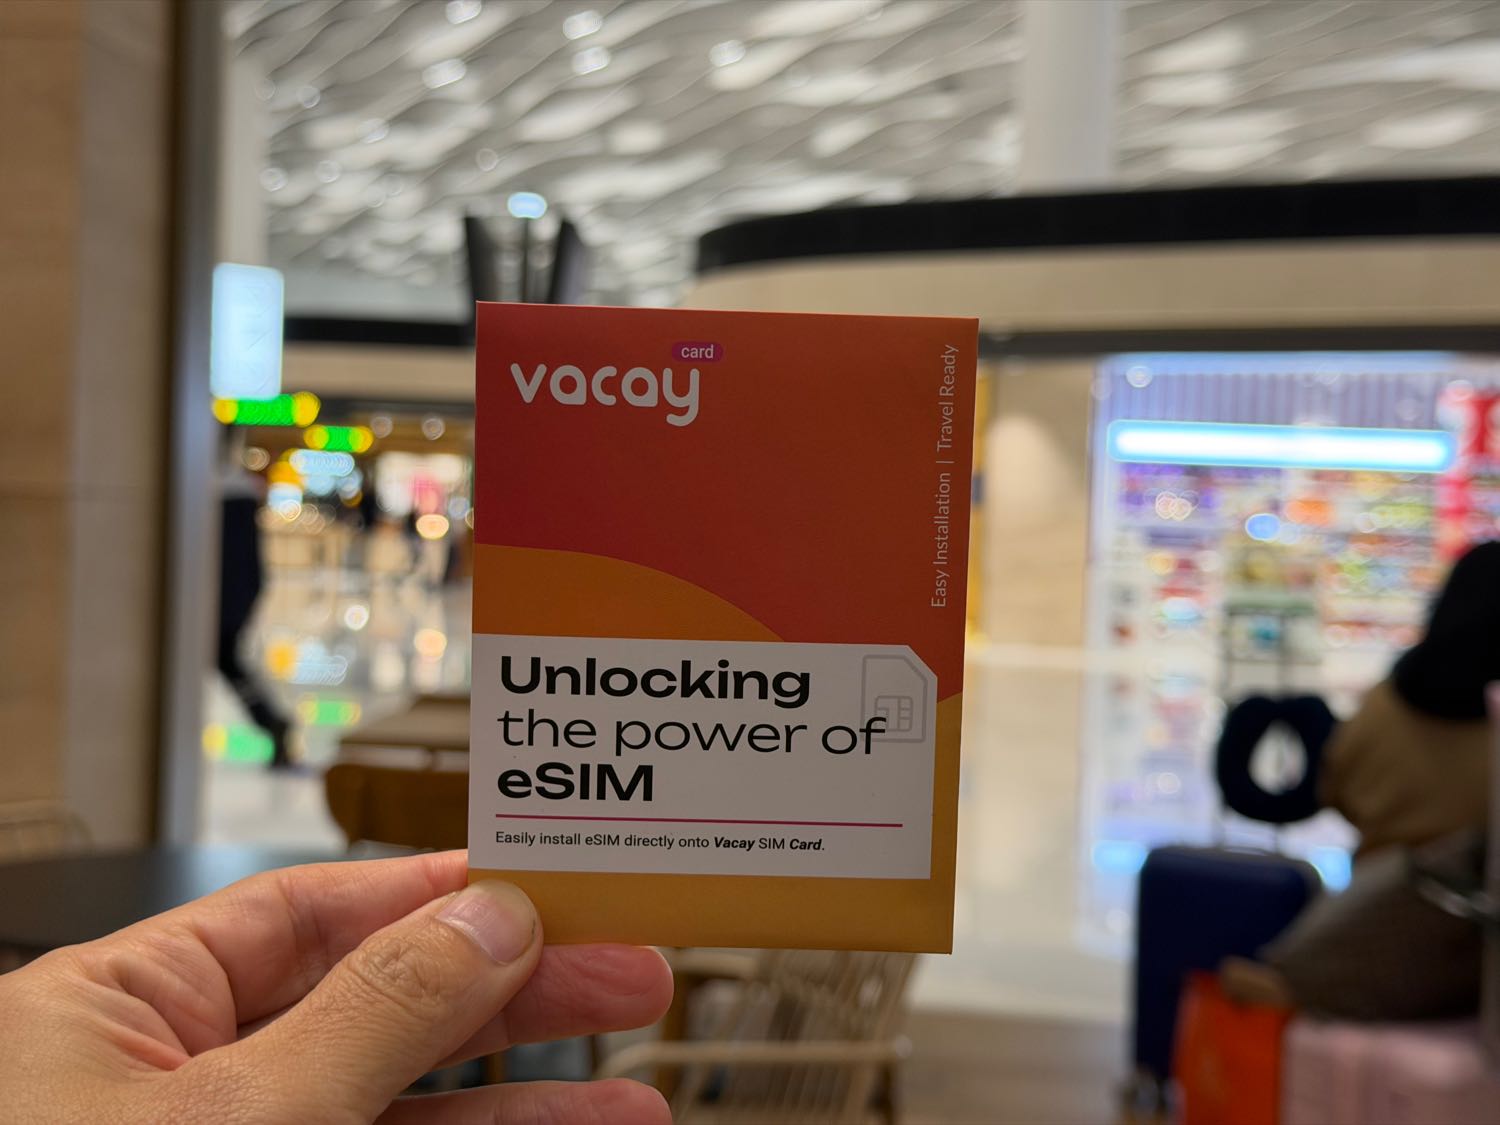 vacay
card
Easy Installation | Travel Ready
Unlocking
the power of
eSIM
Easily install eSIM directly onto Vacay SIM Card.